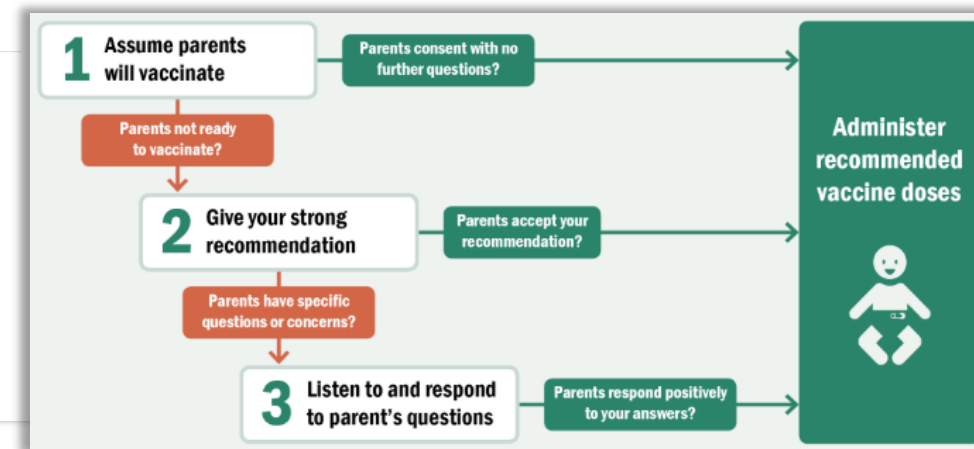 1 Assume parents
will vaccinate
Parents consent with no
further questions?
Parents not ready
to vaccinate?
2 Give your strong
recommendation
Parents accept your
recommendation?
Parents have specific
questions or concerns?
3 Listen to and respond
to parent's questions
Parents respond positively
to your answers?
Administer
recommended
vaccine doses